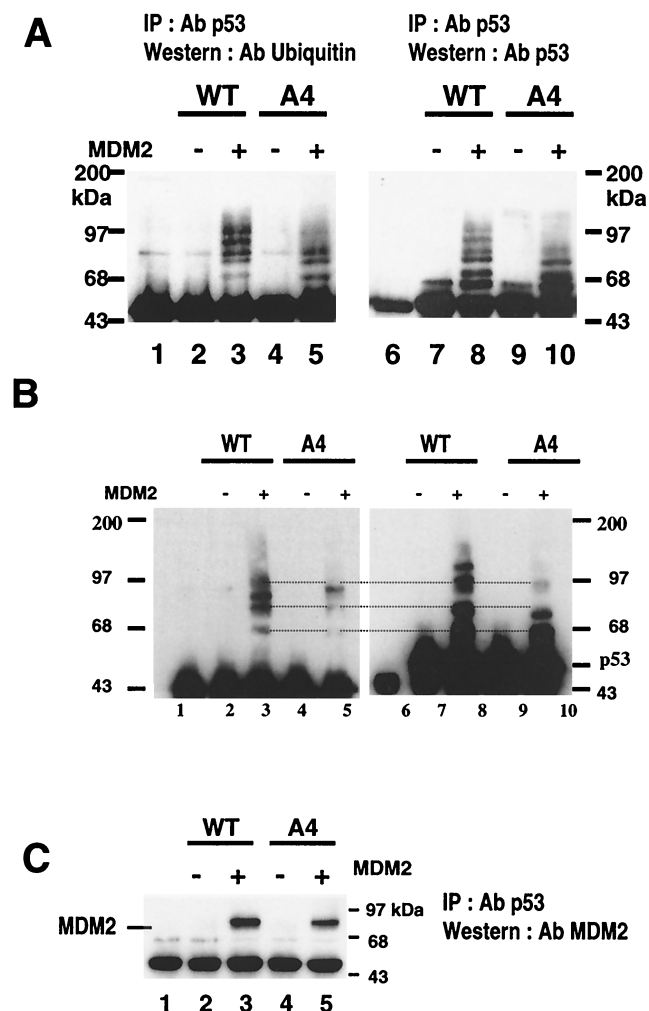 A
IP : Ab p53
Western : Ab Ubiquitin
IP : Ab p53
Western : Ab p53
WT A4 WT A4
MDM2 - + - + - + - +
200
kDa
97
68
43
200
kDa
97
68
43
1 2 3 4 5 6 7 8 9 10
B
WT A4 WT A4
MDM2 - + - + - + - +
200
97
68
43
200
97
68
p53
43
1 2 3 4 5 6 7 8 9 10
C
WT A4
- + - + MDM2
MDM2
97 kDa
68
43
IP : Ab p53
Western : Ab MDM2
1 2 3 4 5